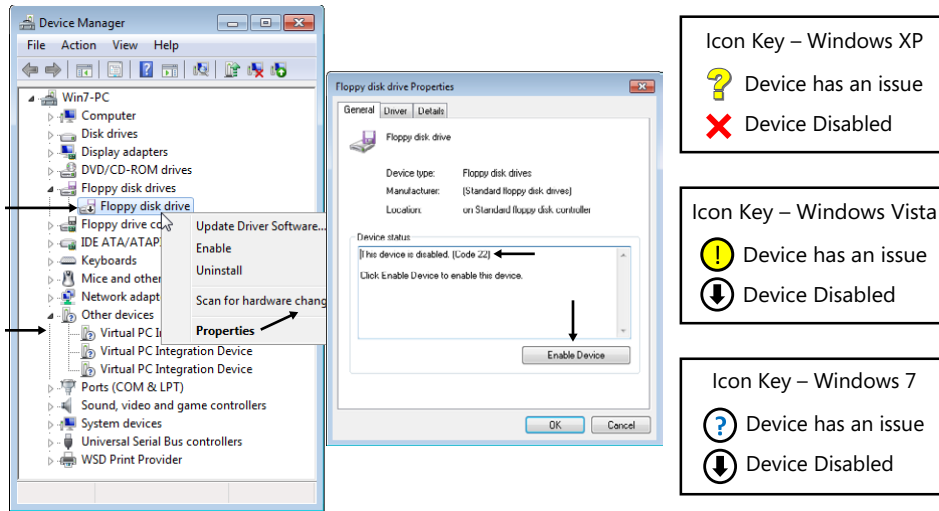 Device Manager
File Action View Help
Win7-PC
Computer
Disk drives
Display adapters
DVD/CD-ROM drives
Floppy disk drives
Floppy disk drive
Floppy drive co
IDE ATA/ATAP
Keyboards
Mice and other
Network adapt
Other devices
Virtual PC I
Virtual PC Integration Device
Virtual PC Integration Device
Ports (COM & LPT)
Sound, video and game controllers
System devices
Universal Serial Bus controllers
WSD Print Provider
Update Driver Software...
Enable
Uninstall
Scan for hardware chang
Properties
Floppy disk drive Properties
General Driver Details
Floppy disk drive
Device type: Floppy disk drives
Manufacturer: (Standard floppy disk drives)
Location: on Standard floppy disk controller
Device status
This device is disabled. (Code 22)
Click Enable Device to enable this device.
Enable Device
OK Cancel
Icon Key – Windows XP
? Device has an issue
Device Disabled
Icon Key – Windows Vista
! Device has an issue
Device Disabled
Icon Key – Windows 7
? Device has an issue
Device Disabled